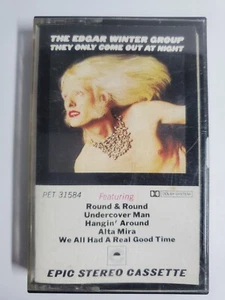 THE EDGAR WINTER GROUP
THEY ONLY COME OUT AT NIGHT
PET 31584
Featuring
Round & Round
Undercover Man
Hangin' Around
Alta Mira
We All Had A Real Good Time
EPIC STEREO CASSETTE